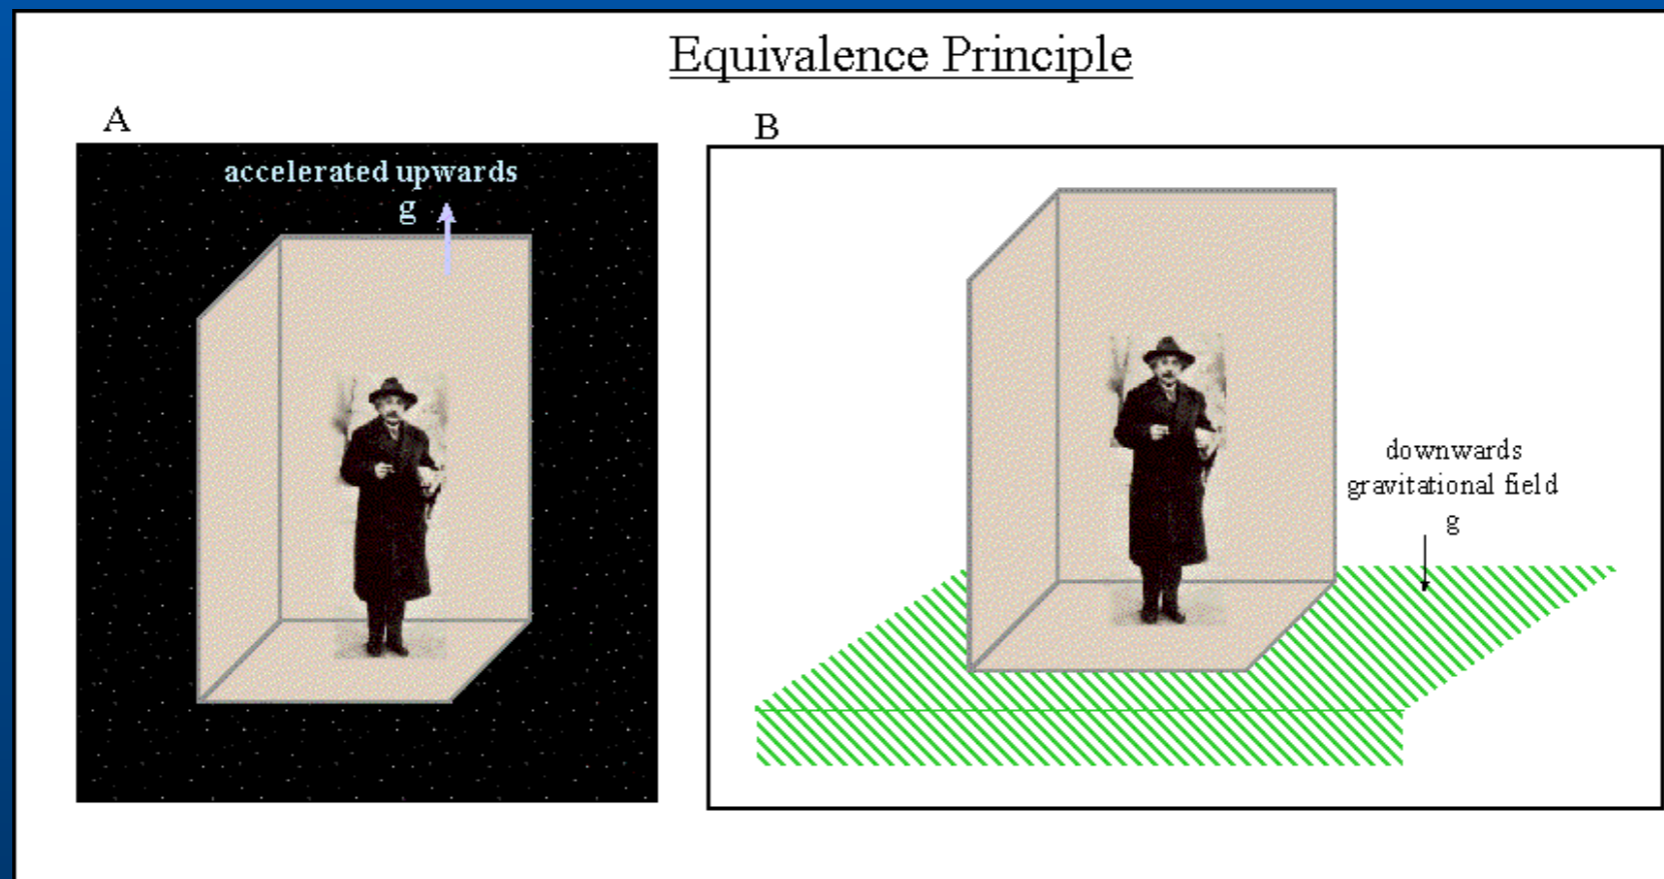 Equivalence Principle
A
accelerated upwards
g
B
downwards
gravitational field
g